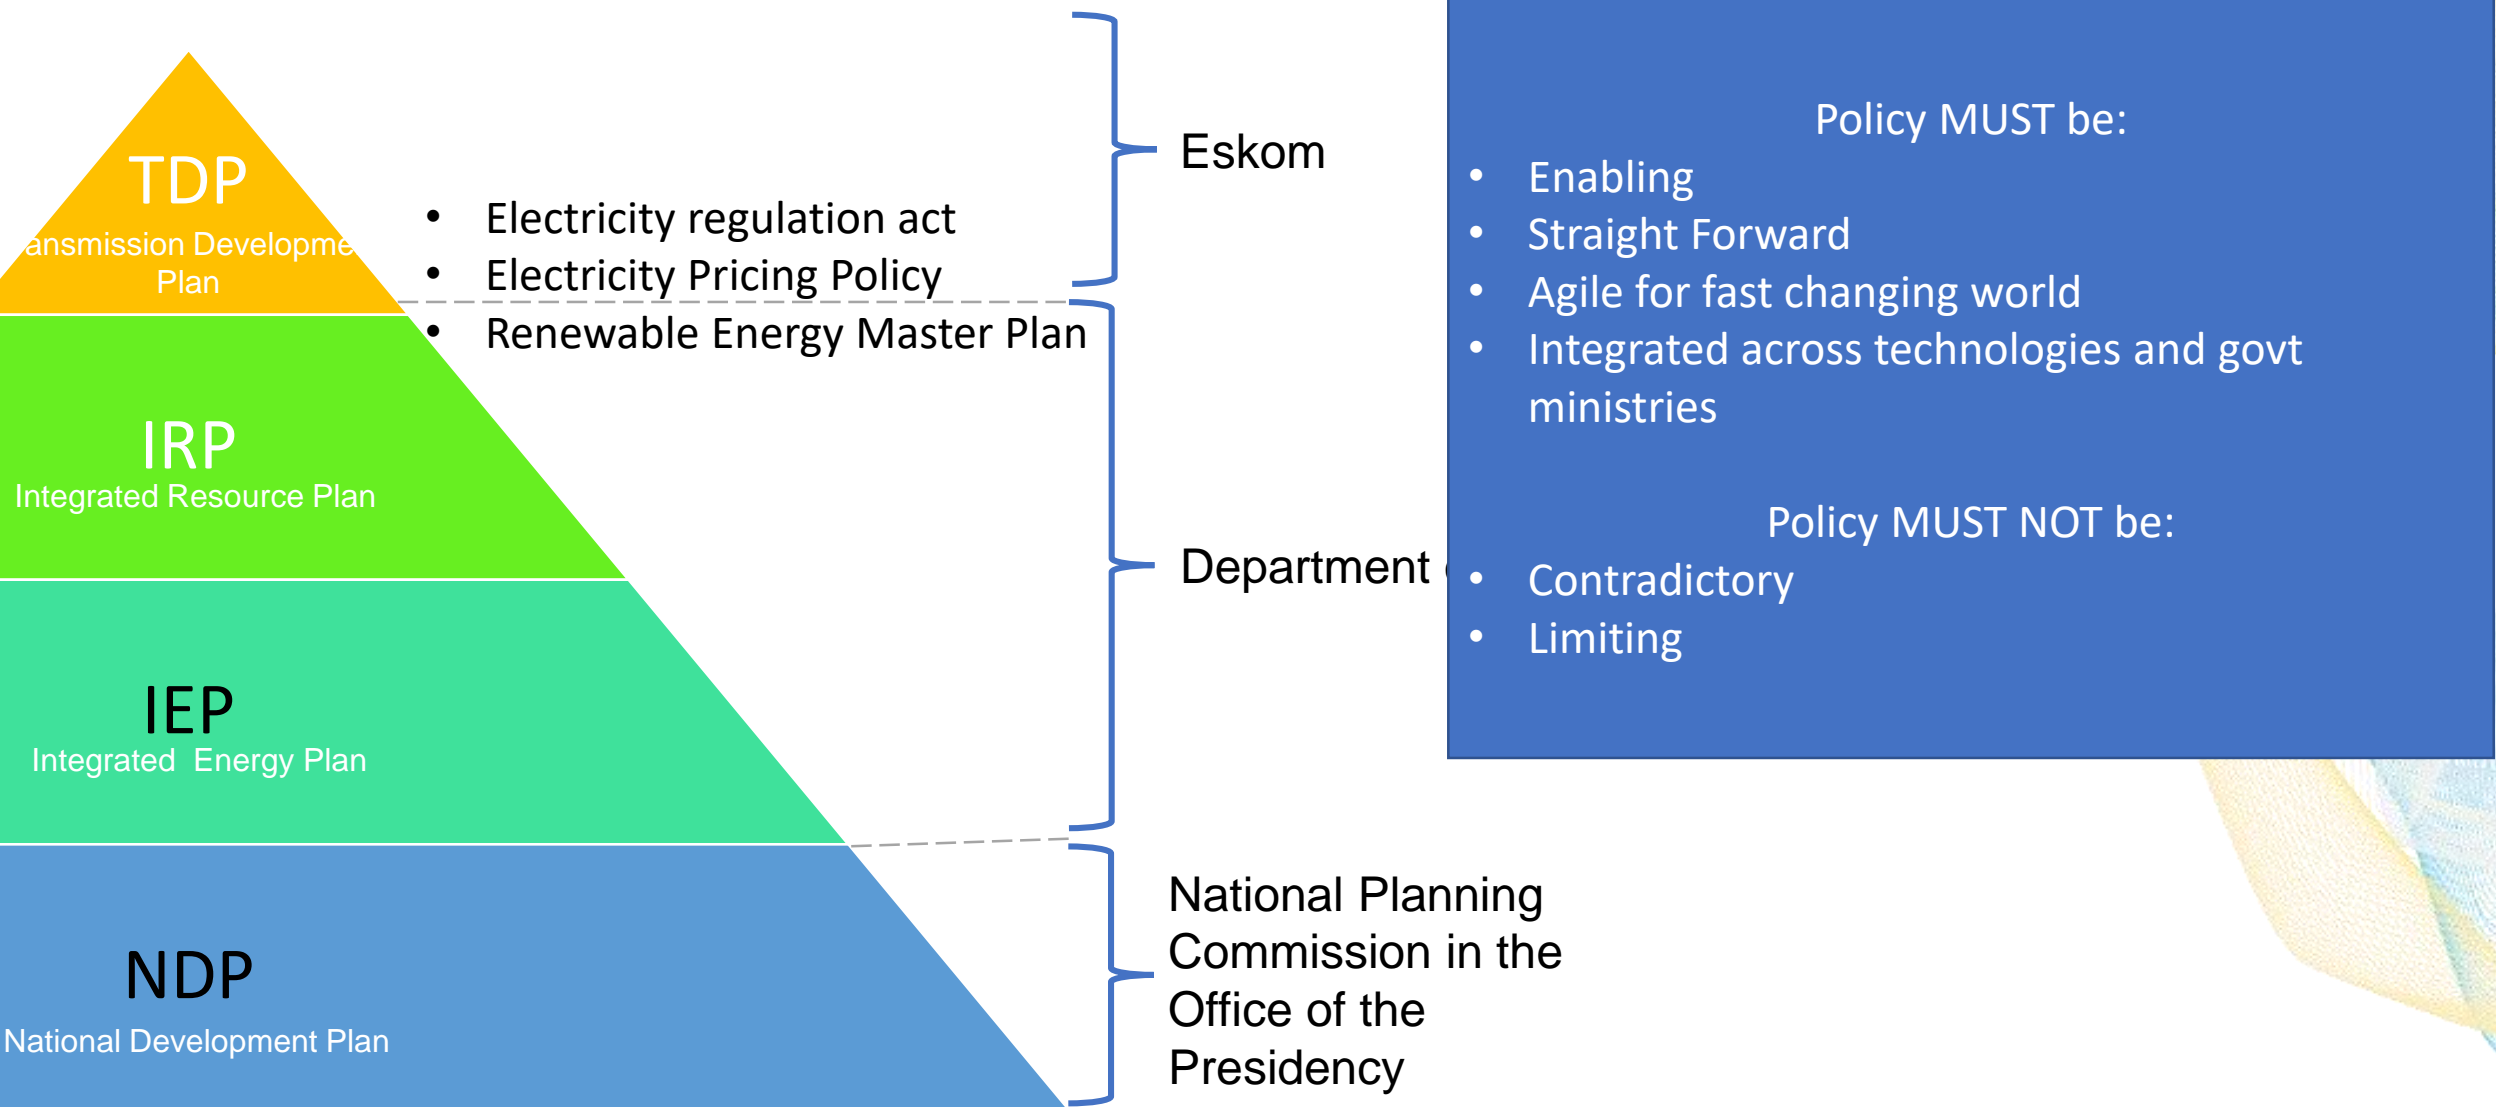 TDP
ansmission Developme
Plan
IRP
Integrated Resource Plan
IEP
Integrated Energy Plan
NDP
National Development Plan
• Electricity regulation act
• Electricity Pricing Policy
• Renewable Energy Master Plan
Eskom
Department
National Planning
Commission in the
Office of the
Presidency
Policy MUST be:
• Enabling
• Straight Forward
• Agile for fast changing world
• Integrated across technologies and govt
ministries
Policy MUST NOT be:
• Contradictory
• Limiting